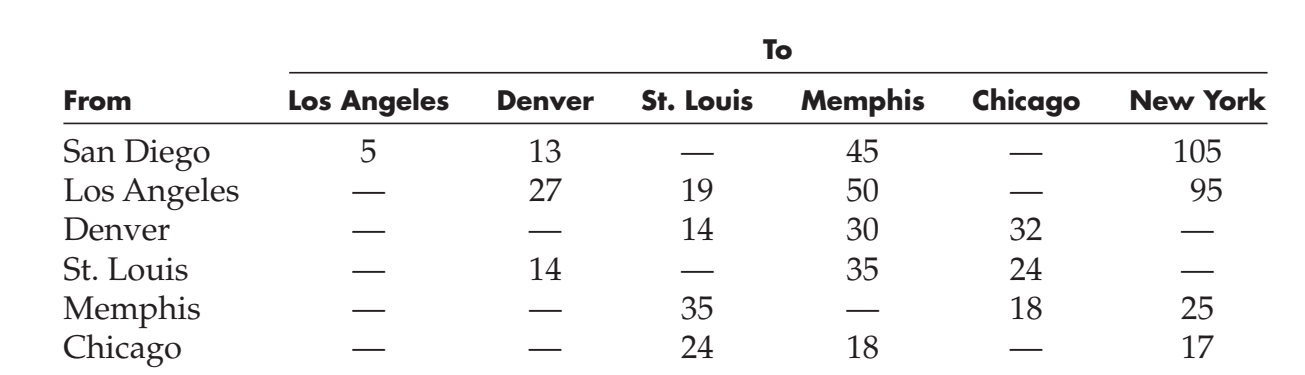 To
From Los Angeles Denver St. Louis Memphis Chicago New York
San Diego 5 13 — 45 — 105
Los Angeles — 27 19 50 — 95
Denver — — 14 30 32 —
St. Louis — 14 — 35 24 —
Memphis — — 35 — 18 25
Chicago — — 24 18 — 17